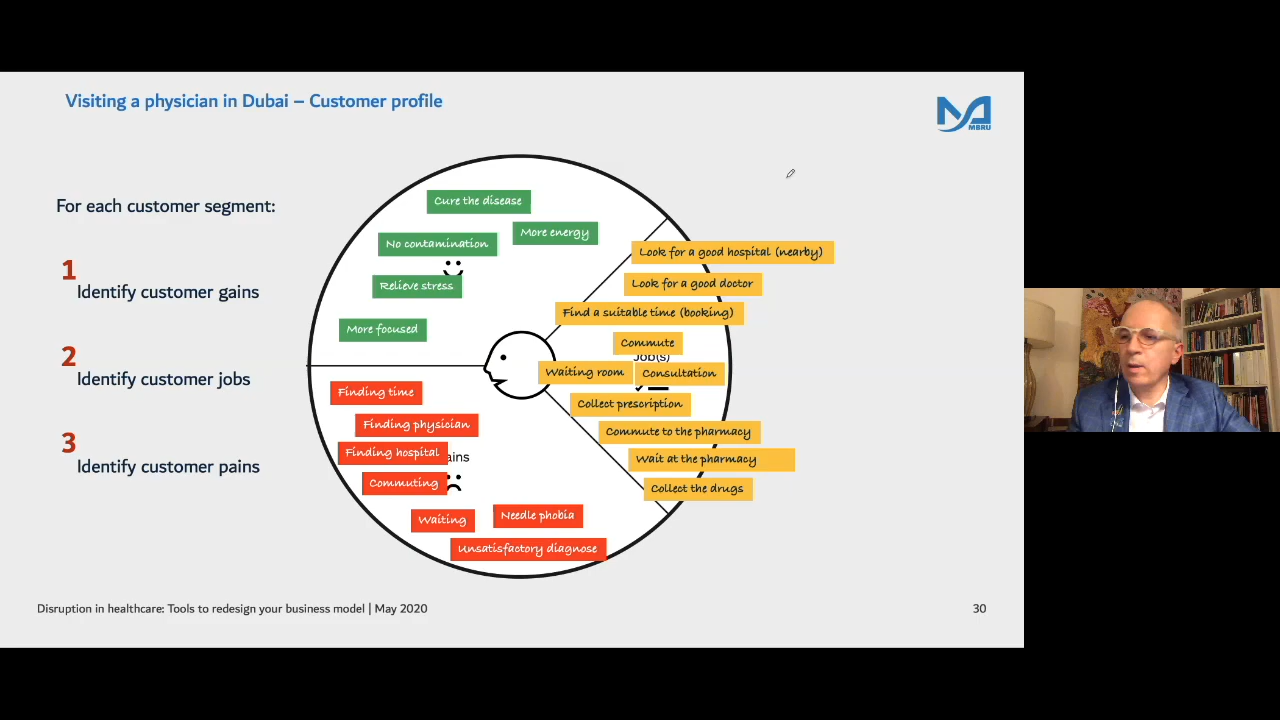 Visiting a physician in Dubai – Customer profile
MBRU
For each customer segment:
1
Identify customer gains
2
Identify customer jobs
3
Identify customer pains
Cure the disease
More energy
No contamination
Relieve stress
More focused
Look for a good hospital (nearby)
Look for a good doctor
Find a suitable time (booking)
Commute
Job(s)
Waiting room
Consultation
Collect prescription
Commute to the pharmacy
Wait at the pharmacy
Collect the drugs
Finding time
Finding physician
Finding hospital
ains
Commuting
Waiting
Needle phobia
Unsatisfactory diagnose
Disruption in healthcare: Tools to redesign your business model | May 2020
30